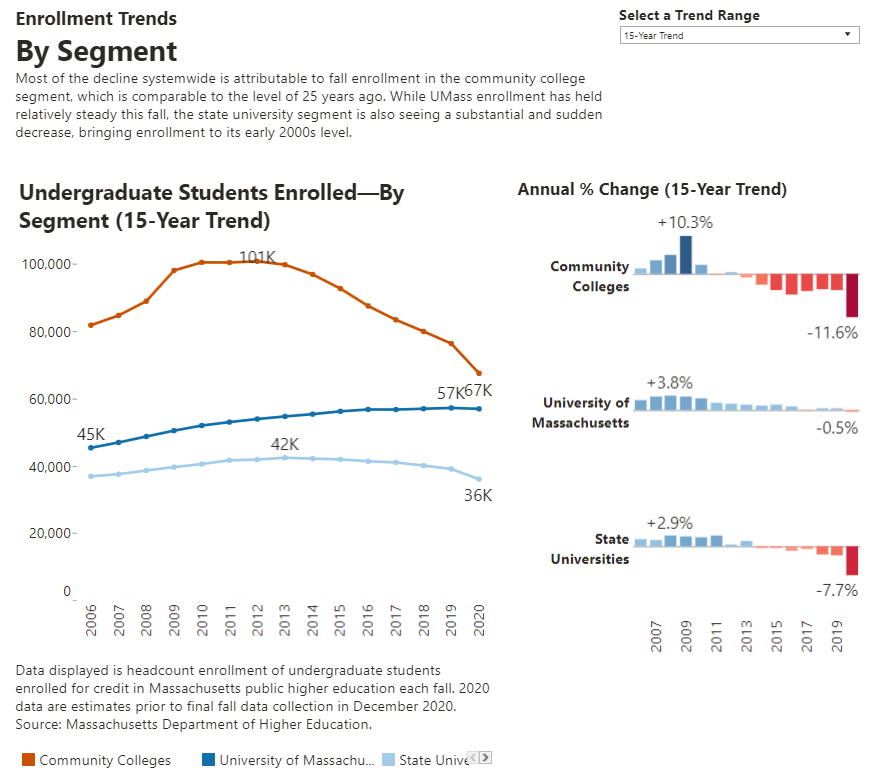 Enrollment Trends
By Segment
Most of the decline systemwide is attributable to fall enrollment in the community college
segment, which is comparable to the level of 25 years ago. While UMass enrollment has held
relatively steady this fall, the state university segment is also seeing a substantial and sudden
decrease, bringing enrollment to its early 2000s level.
Select a Trend Range
15-Year Trend
Undergraduate Students Enrolled—By
Segment (15-Year Trend)
100,000
80,000
60,000
40,000
20,000
0
101K
57K
67K
45K
42K
36K
2006
2007
2008
2009
2010
2011
2012
2013
2014
2015
2016
2017
2018
2019
2020
Annual % Change (15-Year Trend)
+10.3%
Community
Colleges
-11.6%
+3.8%
University of
Massachusetts
-0.5%
+2.9%
State
Universities
-7.7%
2007
2009
2011
2013
2015
2017
2019
Data displayed is headcount enrollment of undergraduate students
enrolled for credit in Massachusetts public higher education each fall. 2020
data are estimates prior to final fall data collection in December 2020.
Source: Massachusetts Department of Higher Education.
Community Colleges
University of Massachu...
State Unive